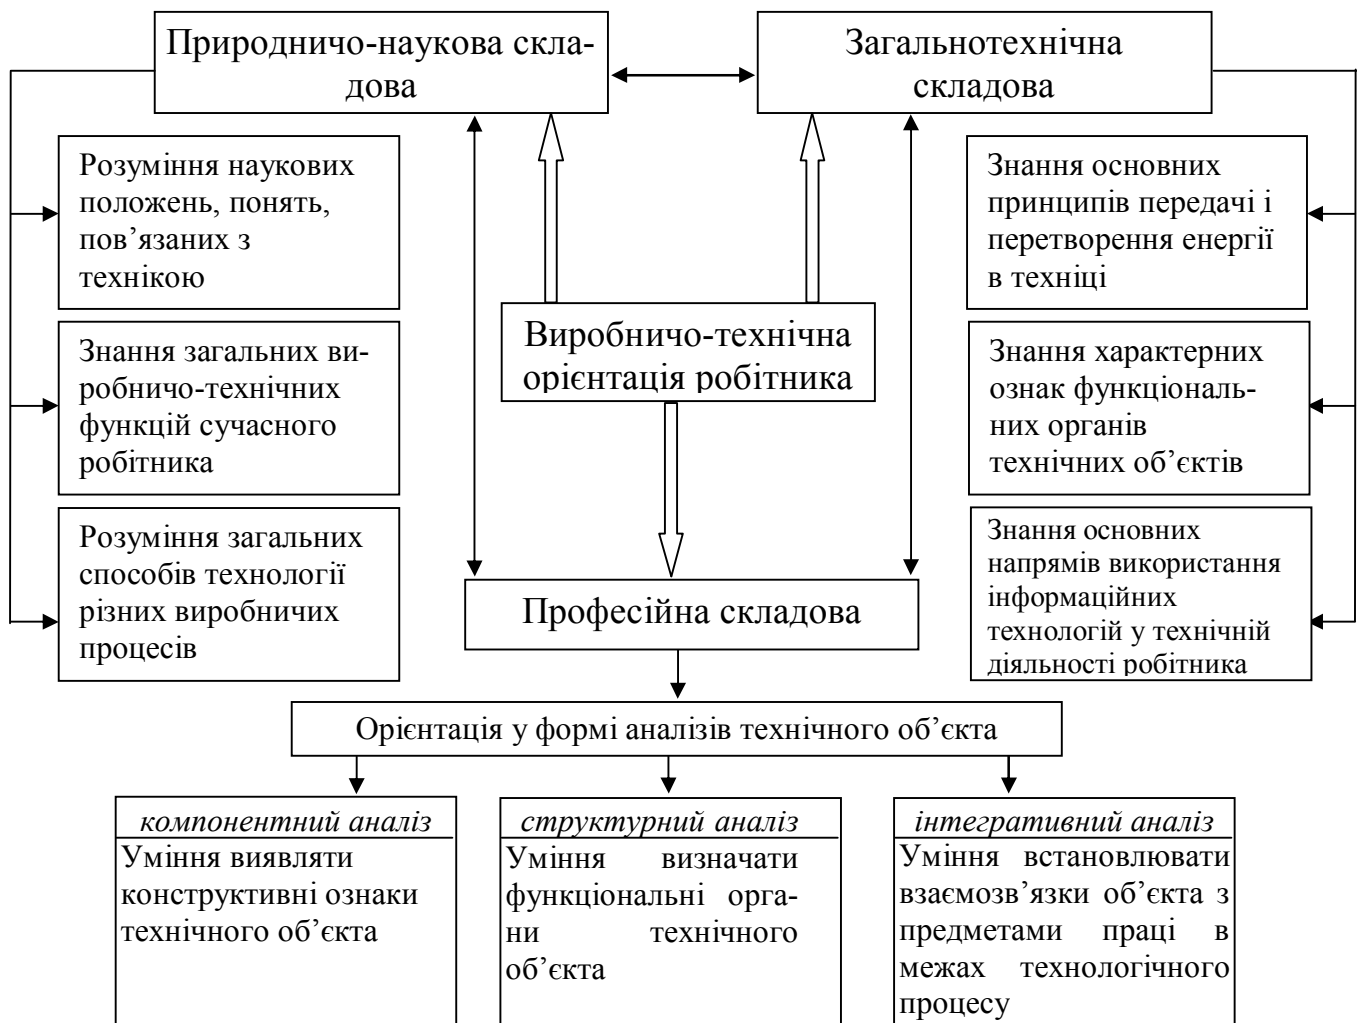 Природничо-наукова скла-
дова
Загальнотехнічна
складова
Розуміння наукових
положень, понять,
пов’язаних з
технікою
Знання основних
принципів передачі і
перетворення енергії
в техніці
Виробничо-технічна
орієнтація робітника
Знання загальних ви-
робничо-технічних
функцій сучасного
робітника
Знання характерних
ознак функціональ-
них органів
технічних об’єктів
Розуміння загальних
способів технології
різних виробничих
процесів
Знання основних
напрямів використання
інформаційних
технологій у технічній
діяльності робітника
Професійна складова
Орієнтація у формі аналізів технічного об’єкта
компонентний аналіз
Уміння виявляти
конструктивні ознаки
технічного об’єкта
структурний аналіз
Уміння визначати
функціональні орга-
ни технічного
об’єкта
інтегративний аналіз
Уміння встановлювати
взаємозв’язки об’єкта з
предметами праці в
межах технологічного
процесу